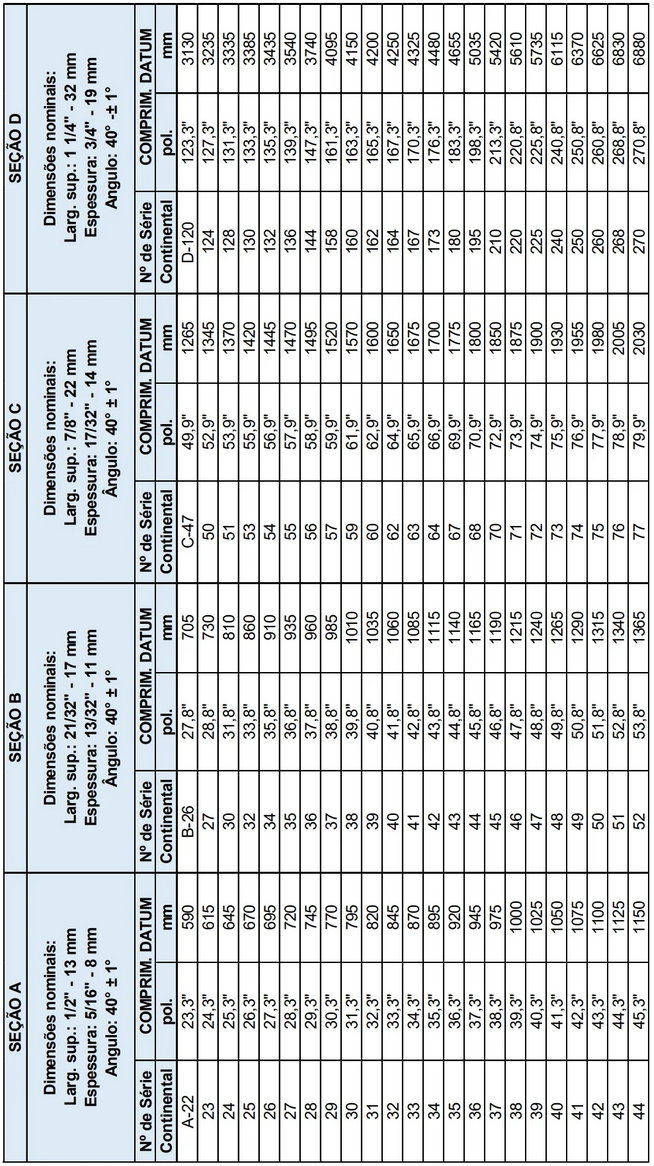 SEÇÃO A SEÇÃO B SEÇÃO C SEÇÃO D
Dimensões nominais: Dimensões nominais: Dimensões nominais: Dimensões nominais:
Larg. sup.: 1/2" - 13 mm Larg. sup.: 21/32" - 17 mm Larg. sup.: 7/8" - 22 mm Larg. sup.: 1 1/4" - 32 mm
Espessura: 5/16" - 8 mm Espessura: 13/32" - 11 mm Espessura: 17/32" - 14 mm Espessura: 3/4" - 19 mm
Ângulo: 40° ± 1° Ângulo: 40° ± 1° Ângulo: 40° ± 1° Ângulo: 40° -± 1°
Nº de Série COMPRIM. DATUM Nº de Série COMPRIM. DATUM Nº de Série COMPRIM. DATUM Nº de Série COMPRIM. DATUM
Continental pol. mm Continental pol. mm Continental pol. mm Continental pol. mm
A-22 23,3" 590 B-26 27,8" 705 C-47 49,9" 1265 D-120 123,3" 3130
23 24,3" 615 27 28,8" 730 50 52,9" 1345 124 127,3" 3235
24 25,3" 645 30 31,8" 810 51 53,9" 1370 128 131,3" 3335
25 26,3" 670 32 33,8" 860 53 55,9" 1420 130 133,3" 3385
26 27,3" 695 34 35,8" 910 54 56,9" 1445 132 135,3" 3435
27 28,3" 720 35 36,8" 935 55 57,9" 1470 136 139,3" 3540
28 29,3" 745 36 37,8" 960 56 58,9" 1495 144 147,3" 3740
29 30,3" 770 37 38,8" 985 57 59,9" 1520 158 161,3" 4095
30 31,3" 795 38 39,8" 1010 59 61,9" 1570 160 163,3" 4150
31 32,3" 820 39 40,8" 1035 60 62,9" 1600 162 165,3" 4200
32 33,3" 845 40 41,8" 1060 62 64,9" 1650 164 167,3" 4250
33 34,3" 870 41 42,8" 1085 63 65,9" 1675 167 170,3" 4325
34 35,3" 895 42 43,8" 1115 64 66,9" 1700 173 176,3" 4480
35 36,3" 920 43 44,8" 1140 67 69,9" 1775 180 183,3" 4655
36 37,3" 945 44 45,8" 1165 68 70,9" 1800 195 198,3" 5035
37 38,3" 975 45 46,8" 1190 70 72,9" 1850 210 213,3" 5420
38 39,3" 1000 46 47,8" 1215 71 73,9" 1875 220 220,8" 5610
39 40,3" 1025 47 48,8" 1240 72 74,9" 1900 225 225,8" 5735
40 41,3" 1050 48 49,8" 1265 73 75,9" 1930 240 240,8" 6115
41 42,3" 1075 49 50,8" 1290 74 76,9" 1955 250 250,8" 6370
42 43,3" 1100 50 51,8" 1315 75 77,9" 1980 260 260,8" 6625
43 44,3" 1125 51 52,8" 1340 76 78,9" 2005 268 268,8" 6830
44 45,3" 1150 52 53,8" 1365 77 79,9" 2030 270 270,8" 6880